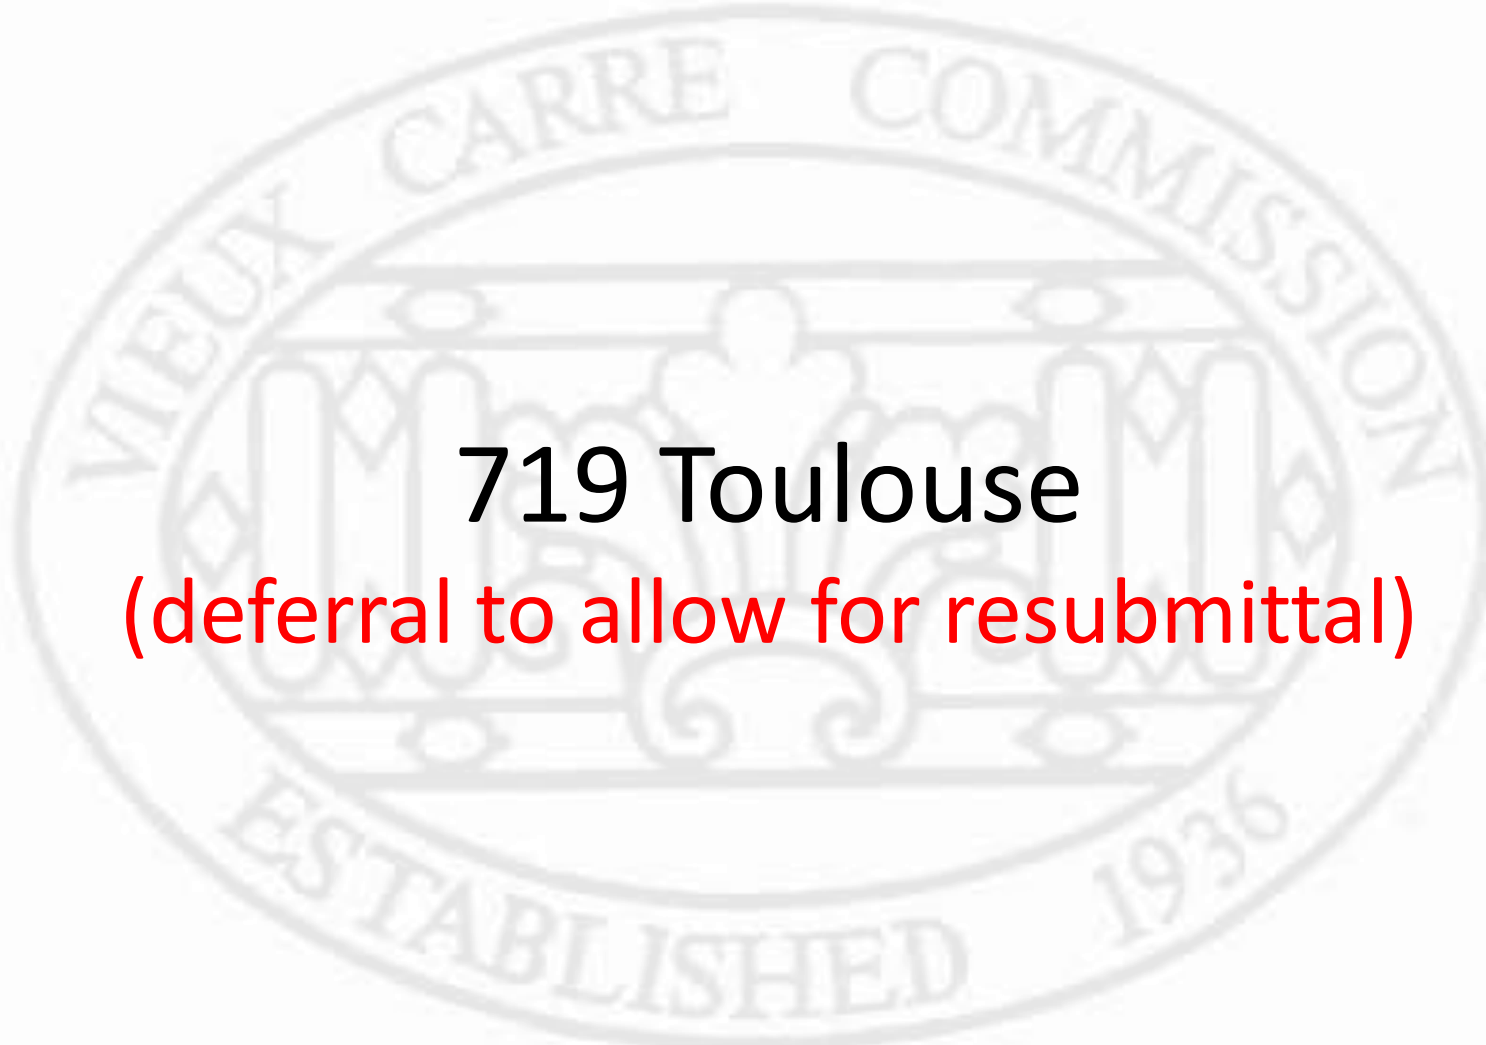 VIEUX CARRE COMMISSION
719 Toulouse
(deferral to allow for resubmittal)
ESTABLISHED 1936